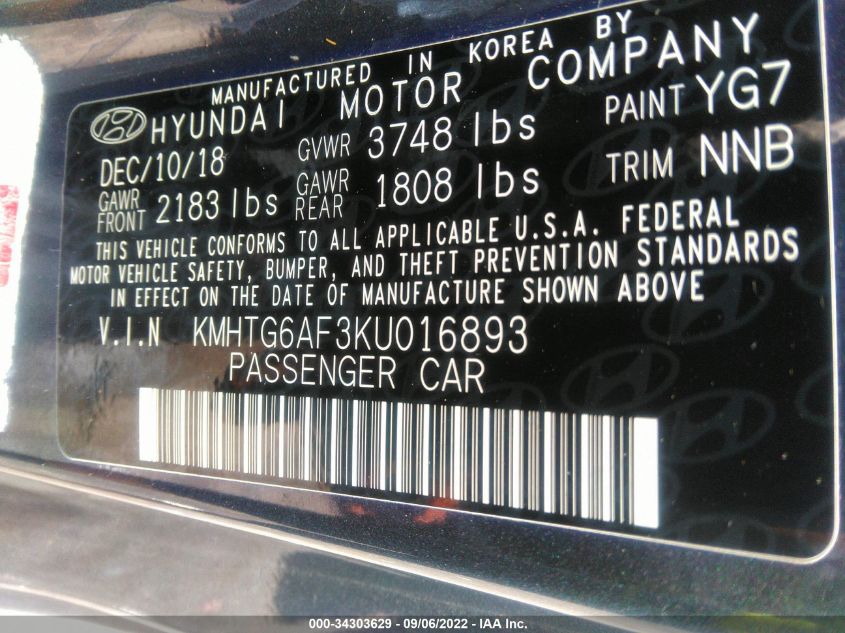 MANUFACTURED IN KOREA BY
HYUNDAI MOTOR COMPANY
DEC/10/18 GVWR 3748 lbs PAINT YG7
GAWR FRONT 2183 lbs GAWR REAR 1808 lbs TRIM NNB
THIS VEHICLE CONFORMS TO ALL APPLICABLE U.S.A. FEDERAL
MOTOR VEHICLE SAFETY, BUMPER, AND THEFT PREVENTION STANDARDS
IN EFFECT ON THE DATE OF MANUFACTURE SHOWN ABOVE
V.I.N KMHTG6AF3KU016893
PASSENGER CAR
000-34303629 - 09/06/2022 - IAA Inc.